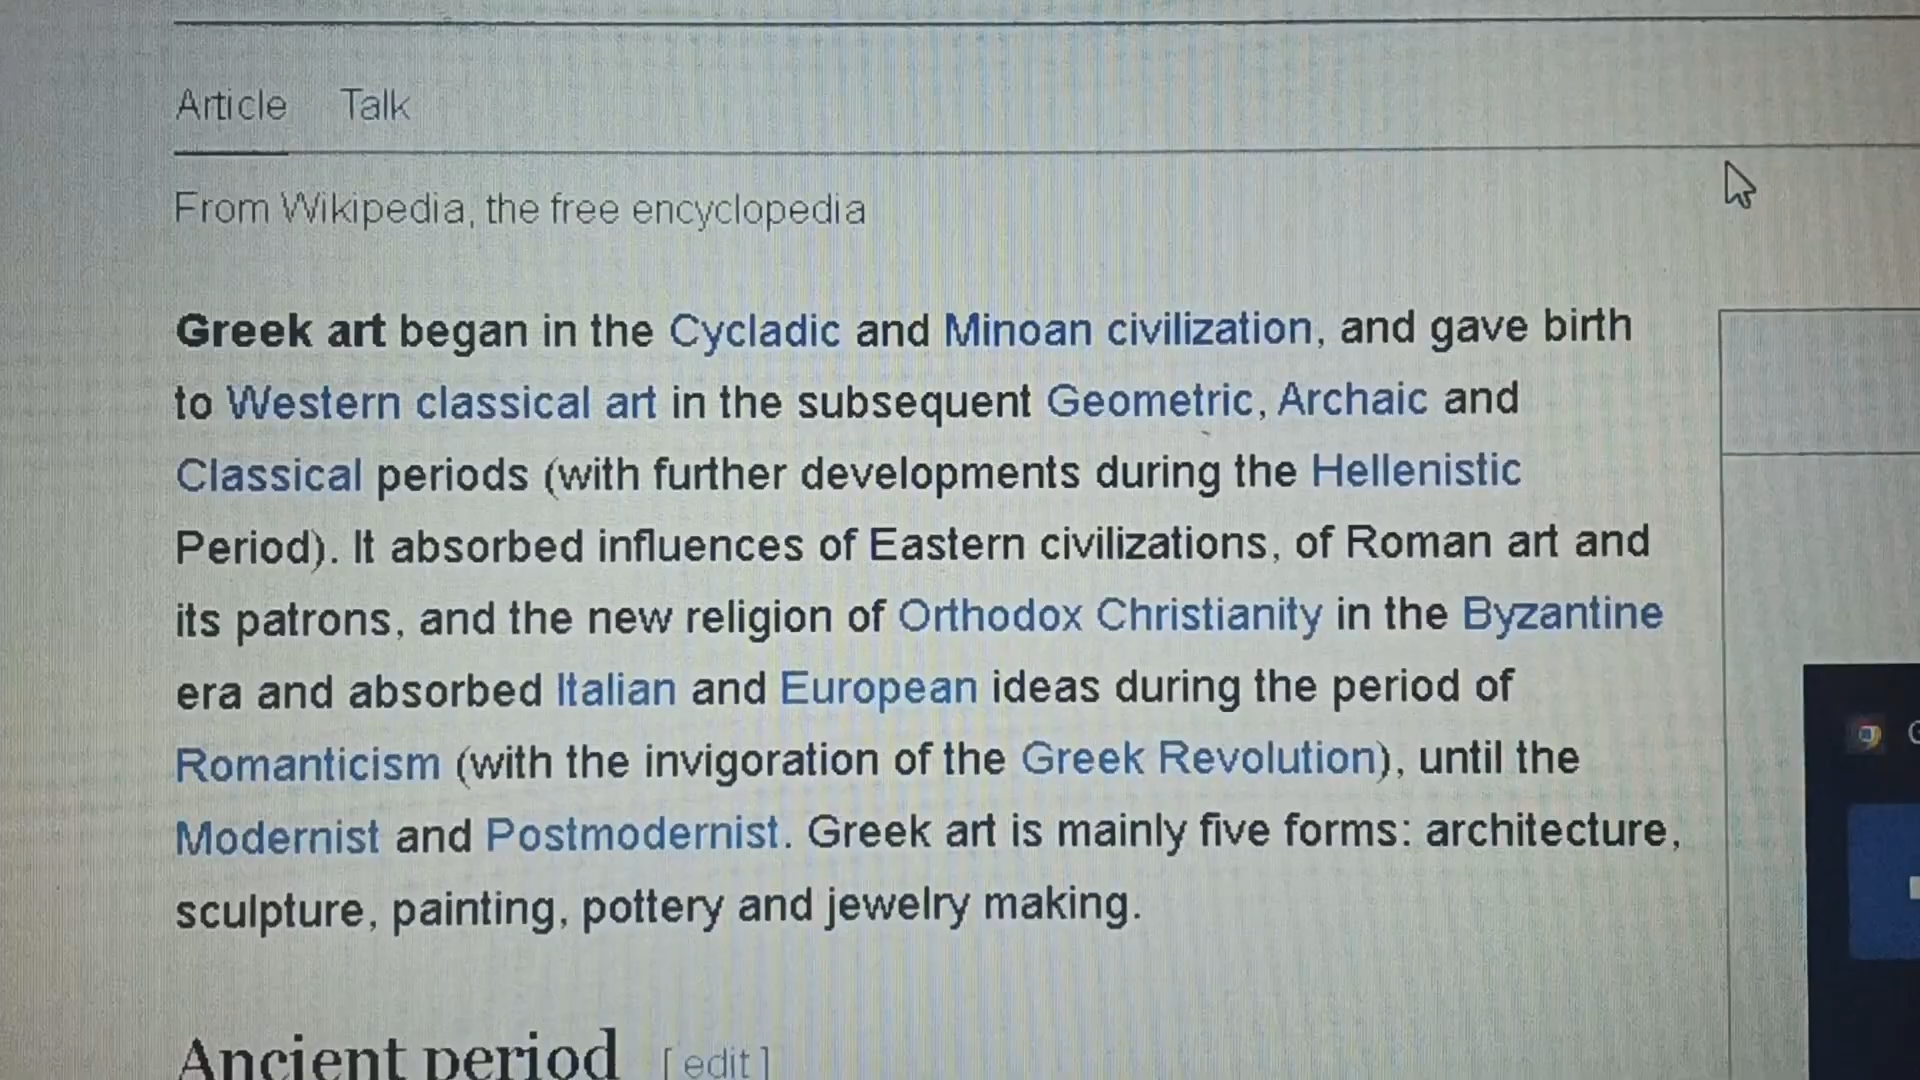 Article Talk
From Wikipedia, the free encyclopedia
Greek art began in the Cycladic and Minoan civilization, and gave birth
to Western classical art in the subsequent Geometric, Archaic and
Classical periods (with further developments during the Hellenistic
Period). It absorbed influences of Eastern civilizations, of Roman art and
its patrons, and the new religion of Orthodox Christianity in the Byzantine
era and absorbed Italian and European ideas during the period of
Romanticism (with the invigoration of the Greek Revolution), until the
Modernist and Postmodernist. Greek art is mainly five forms: architecture,
sculpture, painting, pottery and jewelry making.
Ancient period [ edit ]